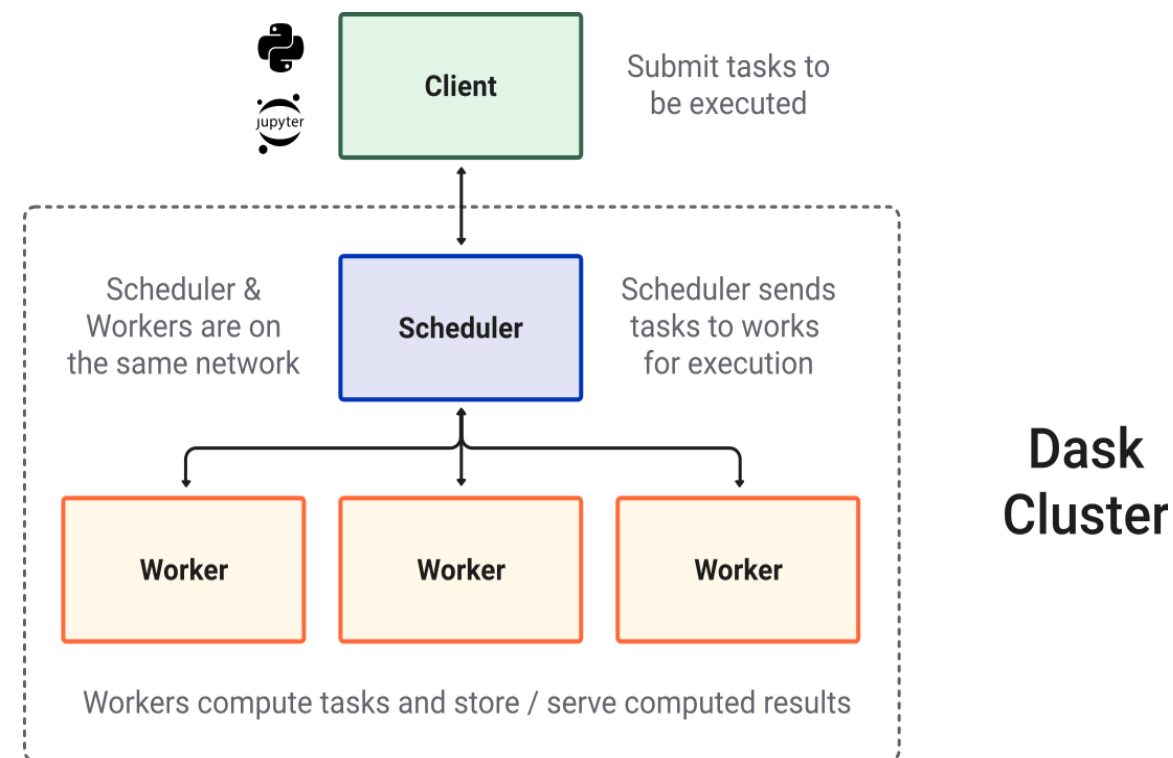 Client
Submit tasks to
be executed
jupyter
Scheduler &
Workers are on
the same network
Scheduler
Scheduler sends
tasks to works
for execution
Dask
Cluster
Worker
Worker
Worker
Workers compute tasks and store / serve computed results